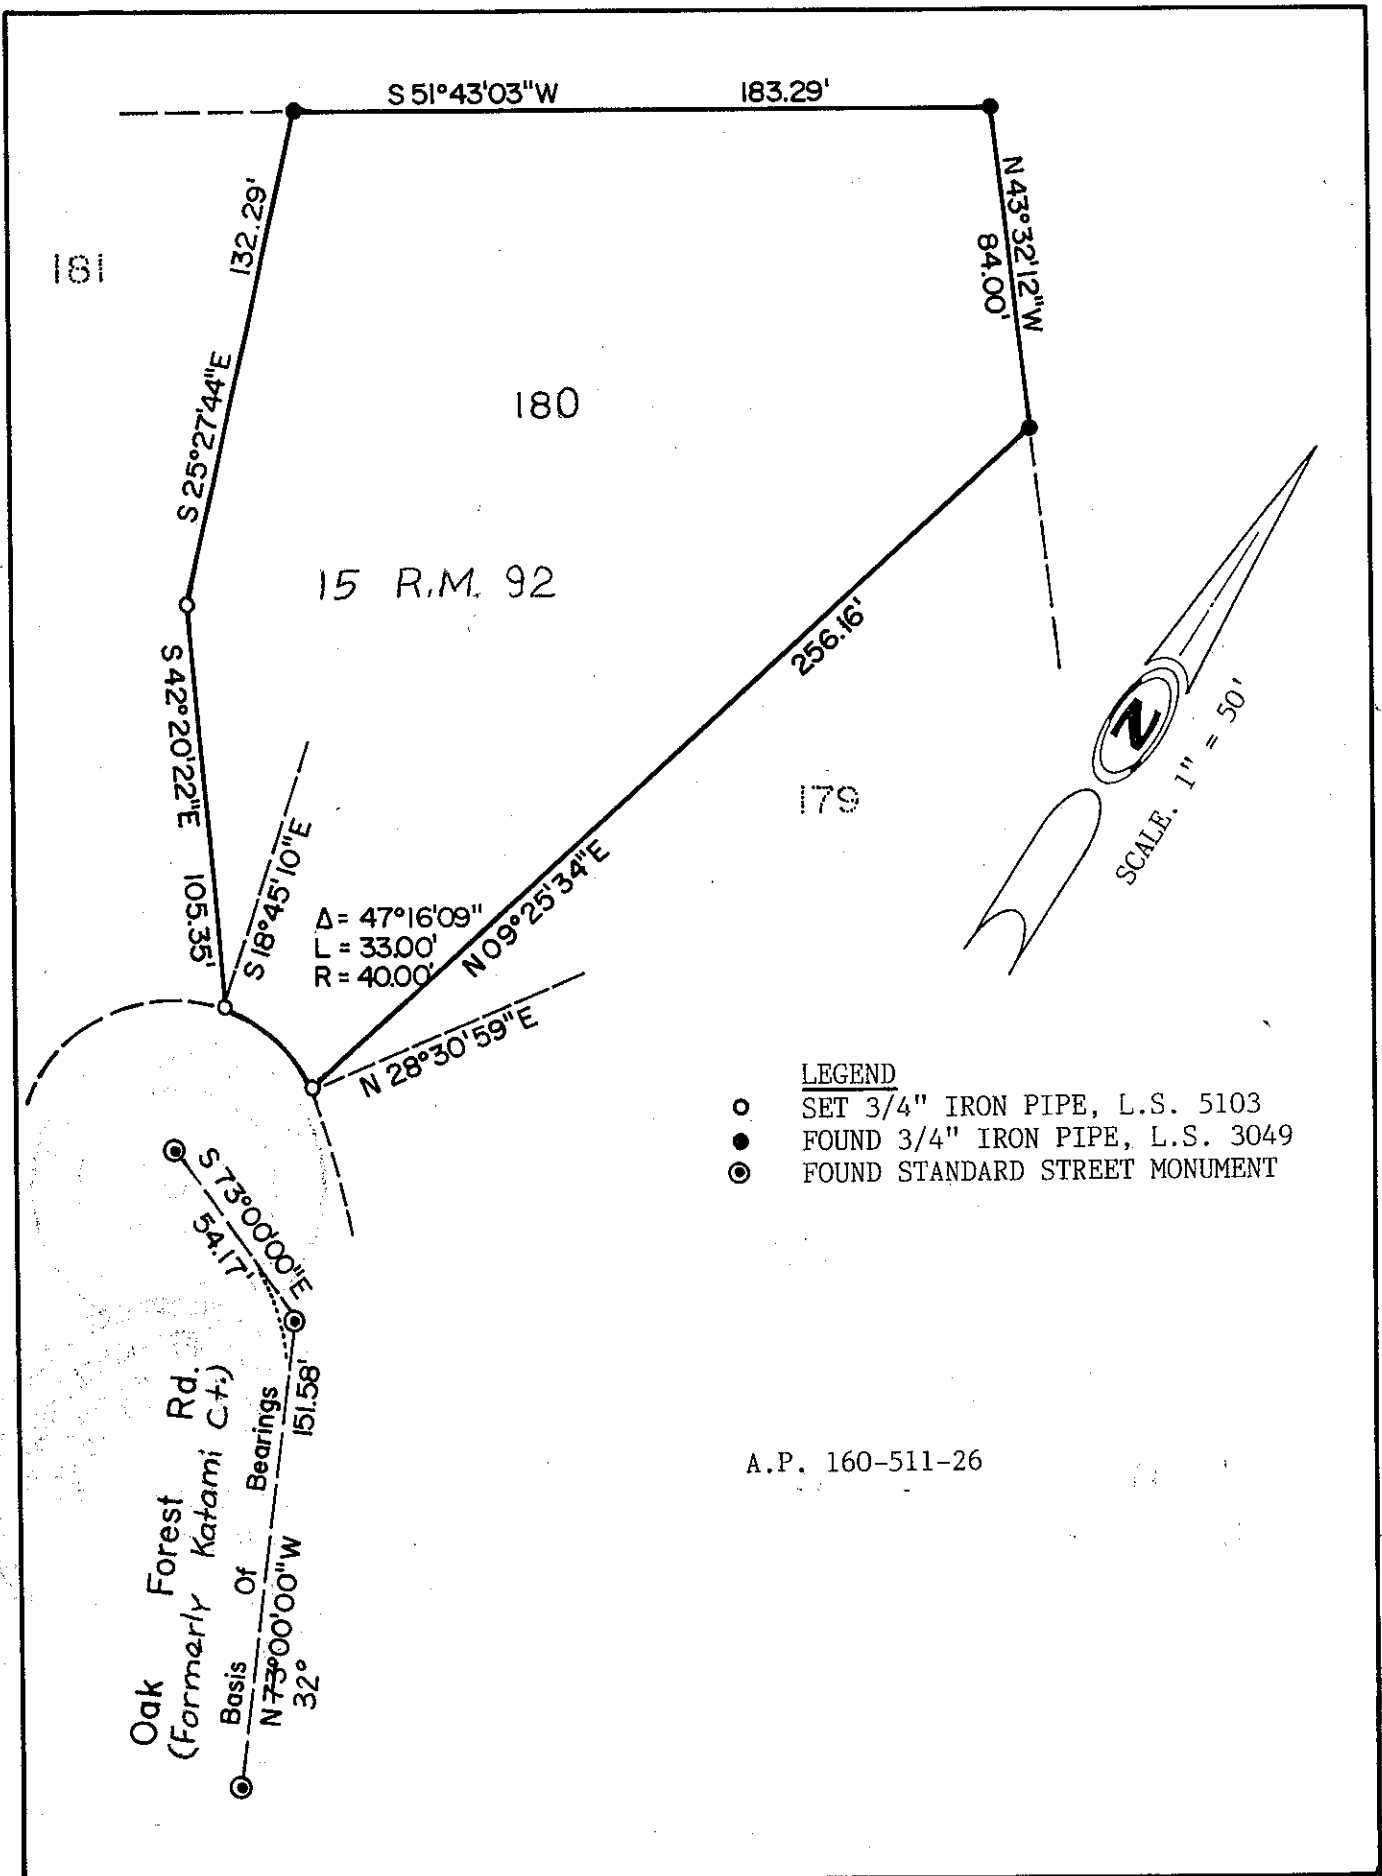 S 51°43'03"W 183.29'
132.29'
S 25°27'44"E
N 43°32'12"W
84.00'
181
180
15 R.M. 92
256.16'
N 09°25'34"E
S 42°20'22"E 105.35'
S 18°45'10"E
Δ = 47°16'09"
L = 33.00'
R = 40.00'
N 28°30'59"E
179
N
SCALE. 1" = 50'
LEGEND
SET 3/4" IRON PIPE, L.S. 5103
FOUND 3/4" IRON PIPE, L.S. 3049
FOUND STANDARD STREET MONUMENT
S 73°00'00"E
54.17'
Oak Forest Rd.
(Formerly Katami Ct.)
Basis Of Bearings
N 73°00'00"W 151.58'
32°
A.P. 160-511-26